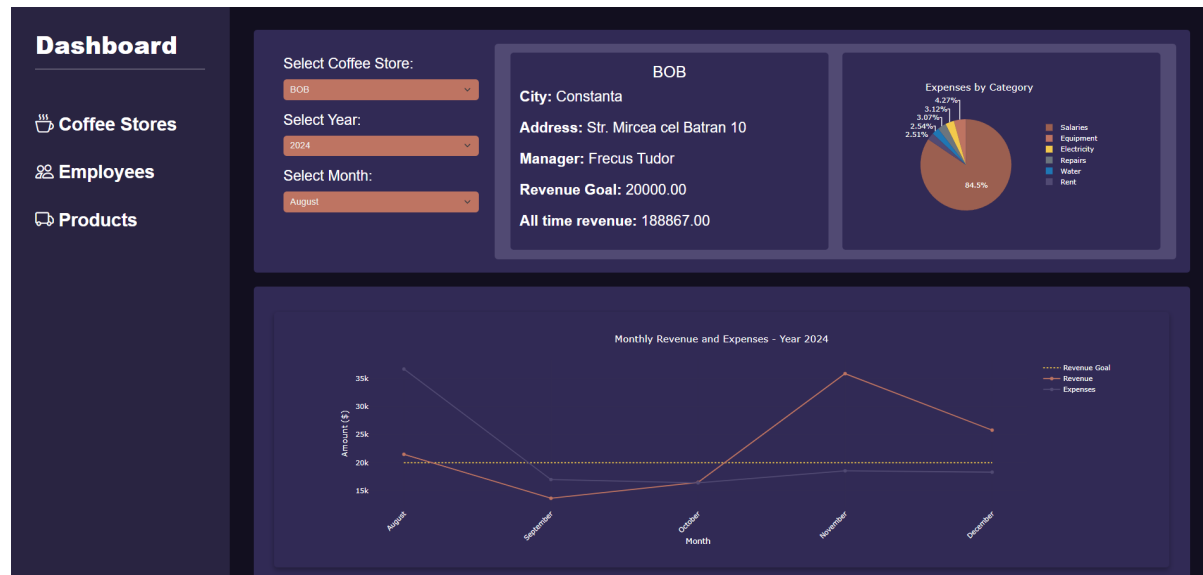 Dashboard
Coffee Stores
Employees
Products
Select Coffee Store:
BOB
Select Year:
2024
Select Month:
August
BOB
City: Constanta
Address: Str. Mircea cel Batran 10
Manager: Frecus Tudor
Revenue Goal: 20000.00
All time revenue: 188867.00
Expenses by Category
4.27%
3.12%
3.07%
2.54%
2.51%
84.5%
Salaries
Equipment
Electricity
Repairs
Water
Rent
Monthly Revenue and Expenses - Year 2024
Revenue Goal
Revenue
Expenses
Amount ($)
35k
30k
25k
20k
15k
August
September
October
November
December
Month